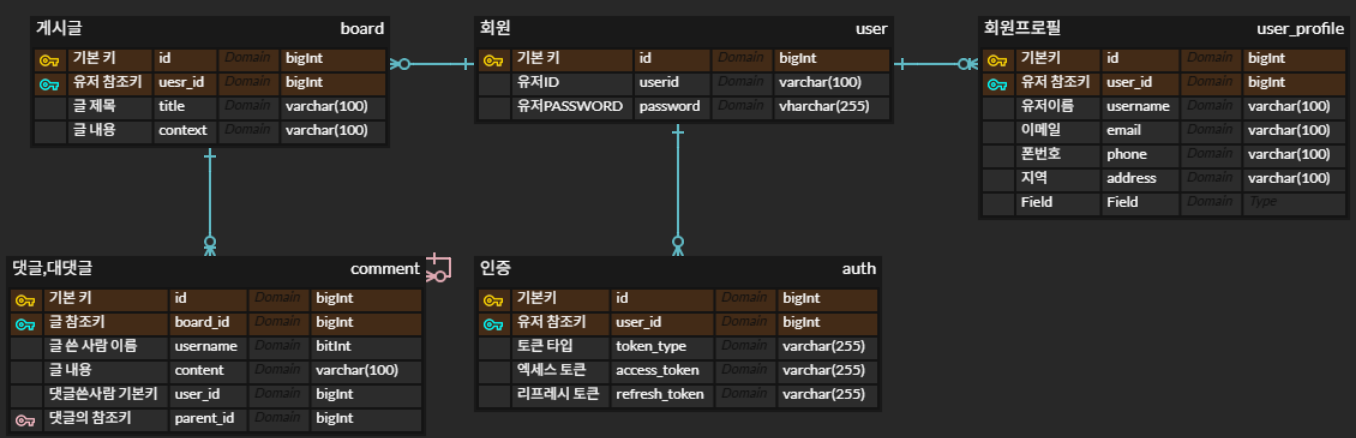 게시글 board
기본 키 id Domain bigInt
유저 참조키 uesr_id Domain bigInt
글 제목 title Domain varchar(100)
글 내용 context Domain varchar(100)
회원 user
기본 키 id Domain bigInt
유저ID userid Domain varchar(100)
유저PASSWORD password Domain vharchar(255)
회원프로필 user_profile
기본키 id Domain bigInt
유저 참조키 user_id Domain bigInt
유저이름 username Domain varchar(100)
이메일 email Domain varchar(100)
폰번호 phone Domain varchar(100)
지역 address Domain varchar(100)
Field Field Domain Type
댓글,대댓글 comment
기본 키 id Domain bigInt
글 참조키 board_id Domain bigInt
글 쓴 사람 이름 username Domain bitInt
글 내용 content Domain varchar(100)
댓글쓴사람 기본키 user_id Domain bigInt
댓글의 참조키 parent_id Domain bigInt
인증 auth
기본키 id Domain bigInt
유저 참조키 user_id Domain bigInt
토큰 타입 token_type Domain varchar(255)
엑세스 토큰 access_token Domain varchar(255)
리프레시 토큰 refresh_token Domain varchar(255)